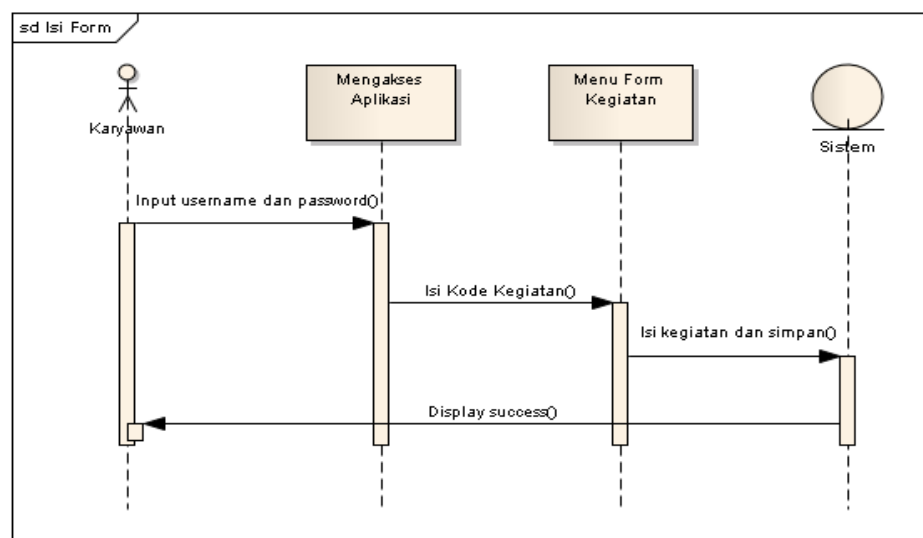 sd Isi Form
Karyawan
Mengakses
Aplikasi
Menu Form
Kegiatan
Sistem
Input username dan password()
Isi Kode Kegiatan()
Isi kegiatan dan simpan()
Display success()